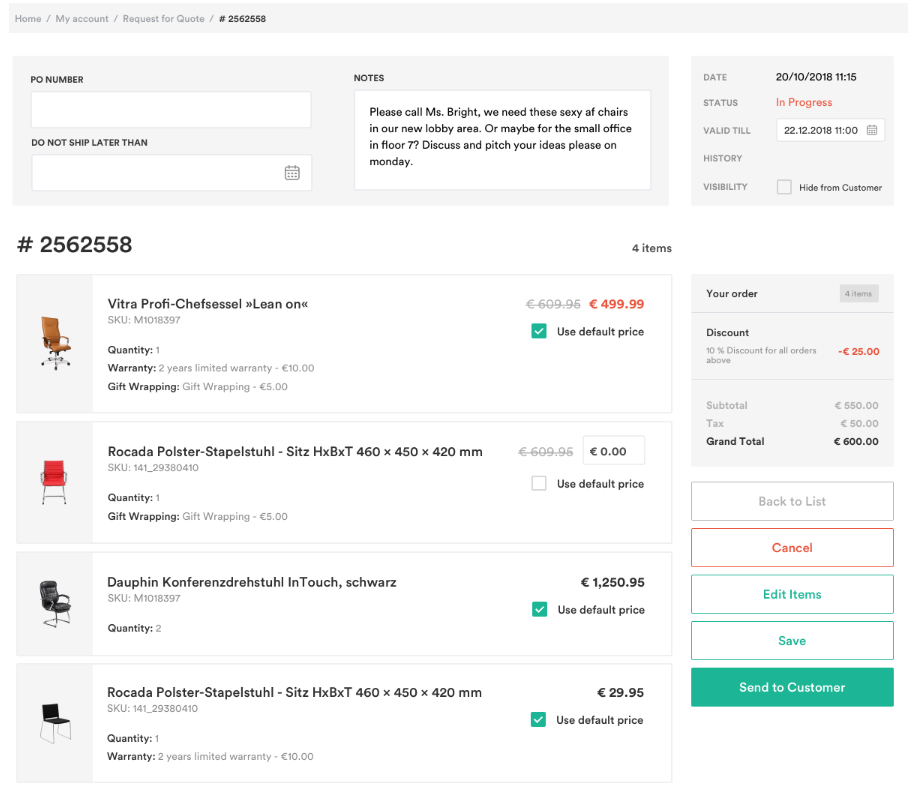 Home / My account / Request for Quote / # 2562558
PO NUMBER
DO NOT SHIP LATER THAN
NOTES
Please call Ms. Bright, we need these sexy af chairs
in our new lobby area. Or maybe for the small office
in floor 7? Discuss and pitch your ideas please on
monday.
DATE 20/10/2018 11:15
STATUS In Progress
VALID TILL 22.12.2018 11:00
HISTORY
VISIBILITY Hide from Customer
# 2562558
4 items
Vitra Profi-Chefsessel »Lean on« € 609.95 € 499.99
SKU: M1018397
Use default price
Quantity: 1
Warranty: 2 years limited warranty - €10.00
Gift Wrapping: Gift Wrapping - €5.00
Rocada Polster-Stapelstuhl - Sitz HxBxT 460 × 450 × 420 mm € 609.95 € 0.00
SKU: 141_29380410
Use default price
Quantity: 1
Gift Wrapping: Gift Wrapping - €5.00
Dauphin Konferenzdrehstuhl InTouch, schwarz € 1,250.95
SKU: M1018397
Use default price
Quantity: 2
Rocada Polster-Stapelstuhl - Sitz HxBxT 460 × 450 × 420 mm € 29.95
SKU: 141_29380410
Use default price
Quantity: 1
Warranty: 2 years limited warranty - €10.00
Your order 4 items
Discount
10 % Discount for all orders
above
-€ 25.00
Subtotal € 550.00
Tax € 50.00
Grand Total € 600.00
Back to List
Cancel
Edit Items
Save
Send to Customer